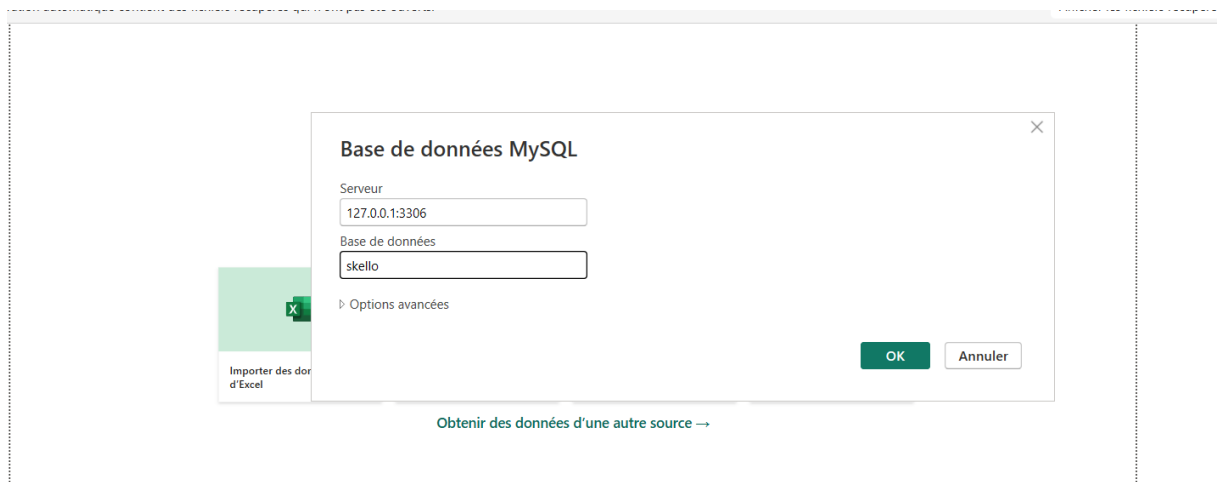 Base de données MySQL
Serveur
127.0.0.1:3306
Base de données
skello
Options avancées
OK
Annuler
Importer des don
d'Excel
Obtenir des données d'une autre source →